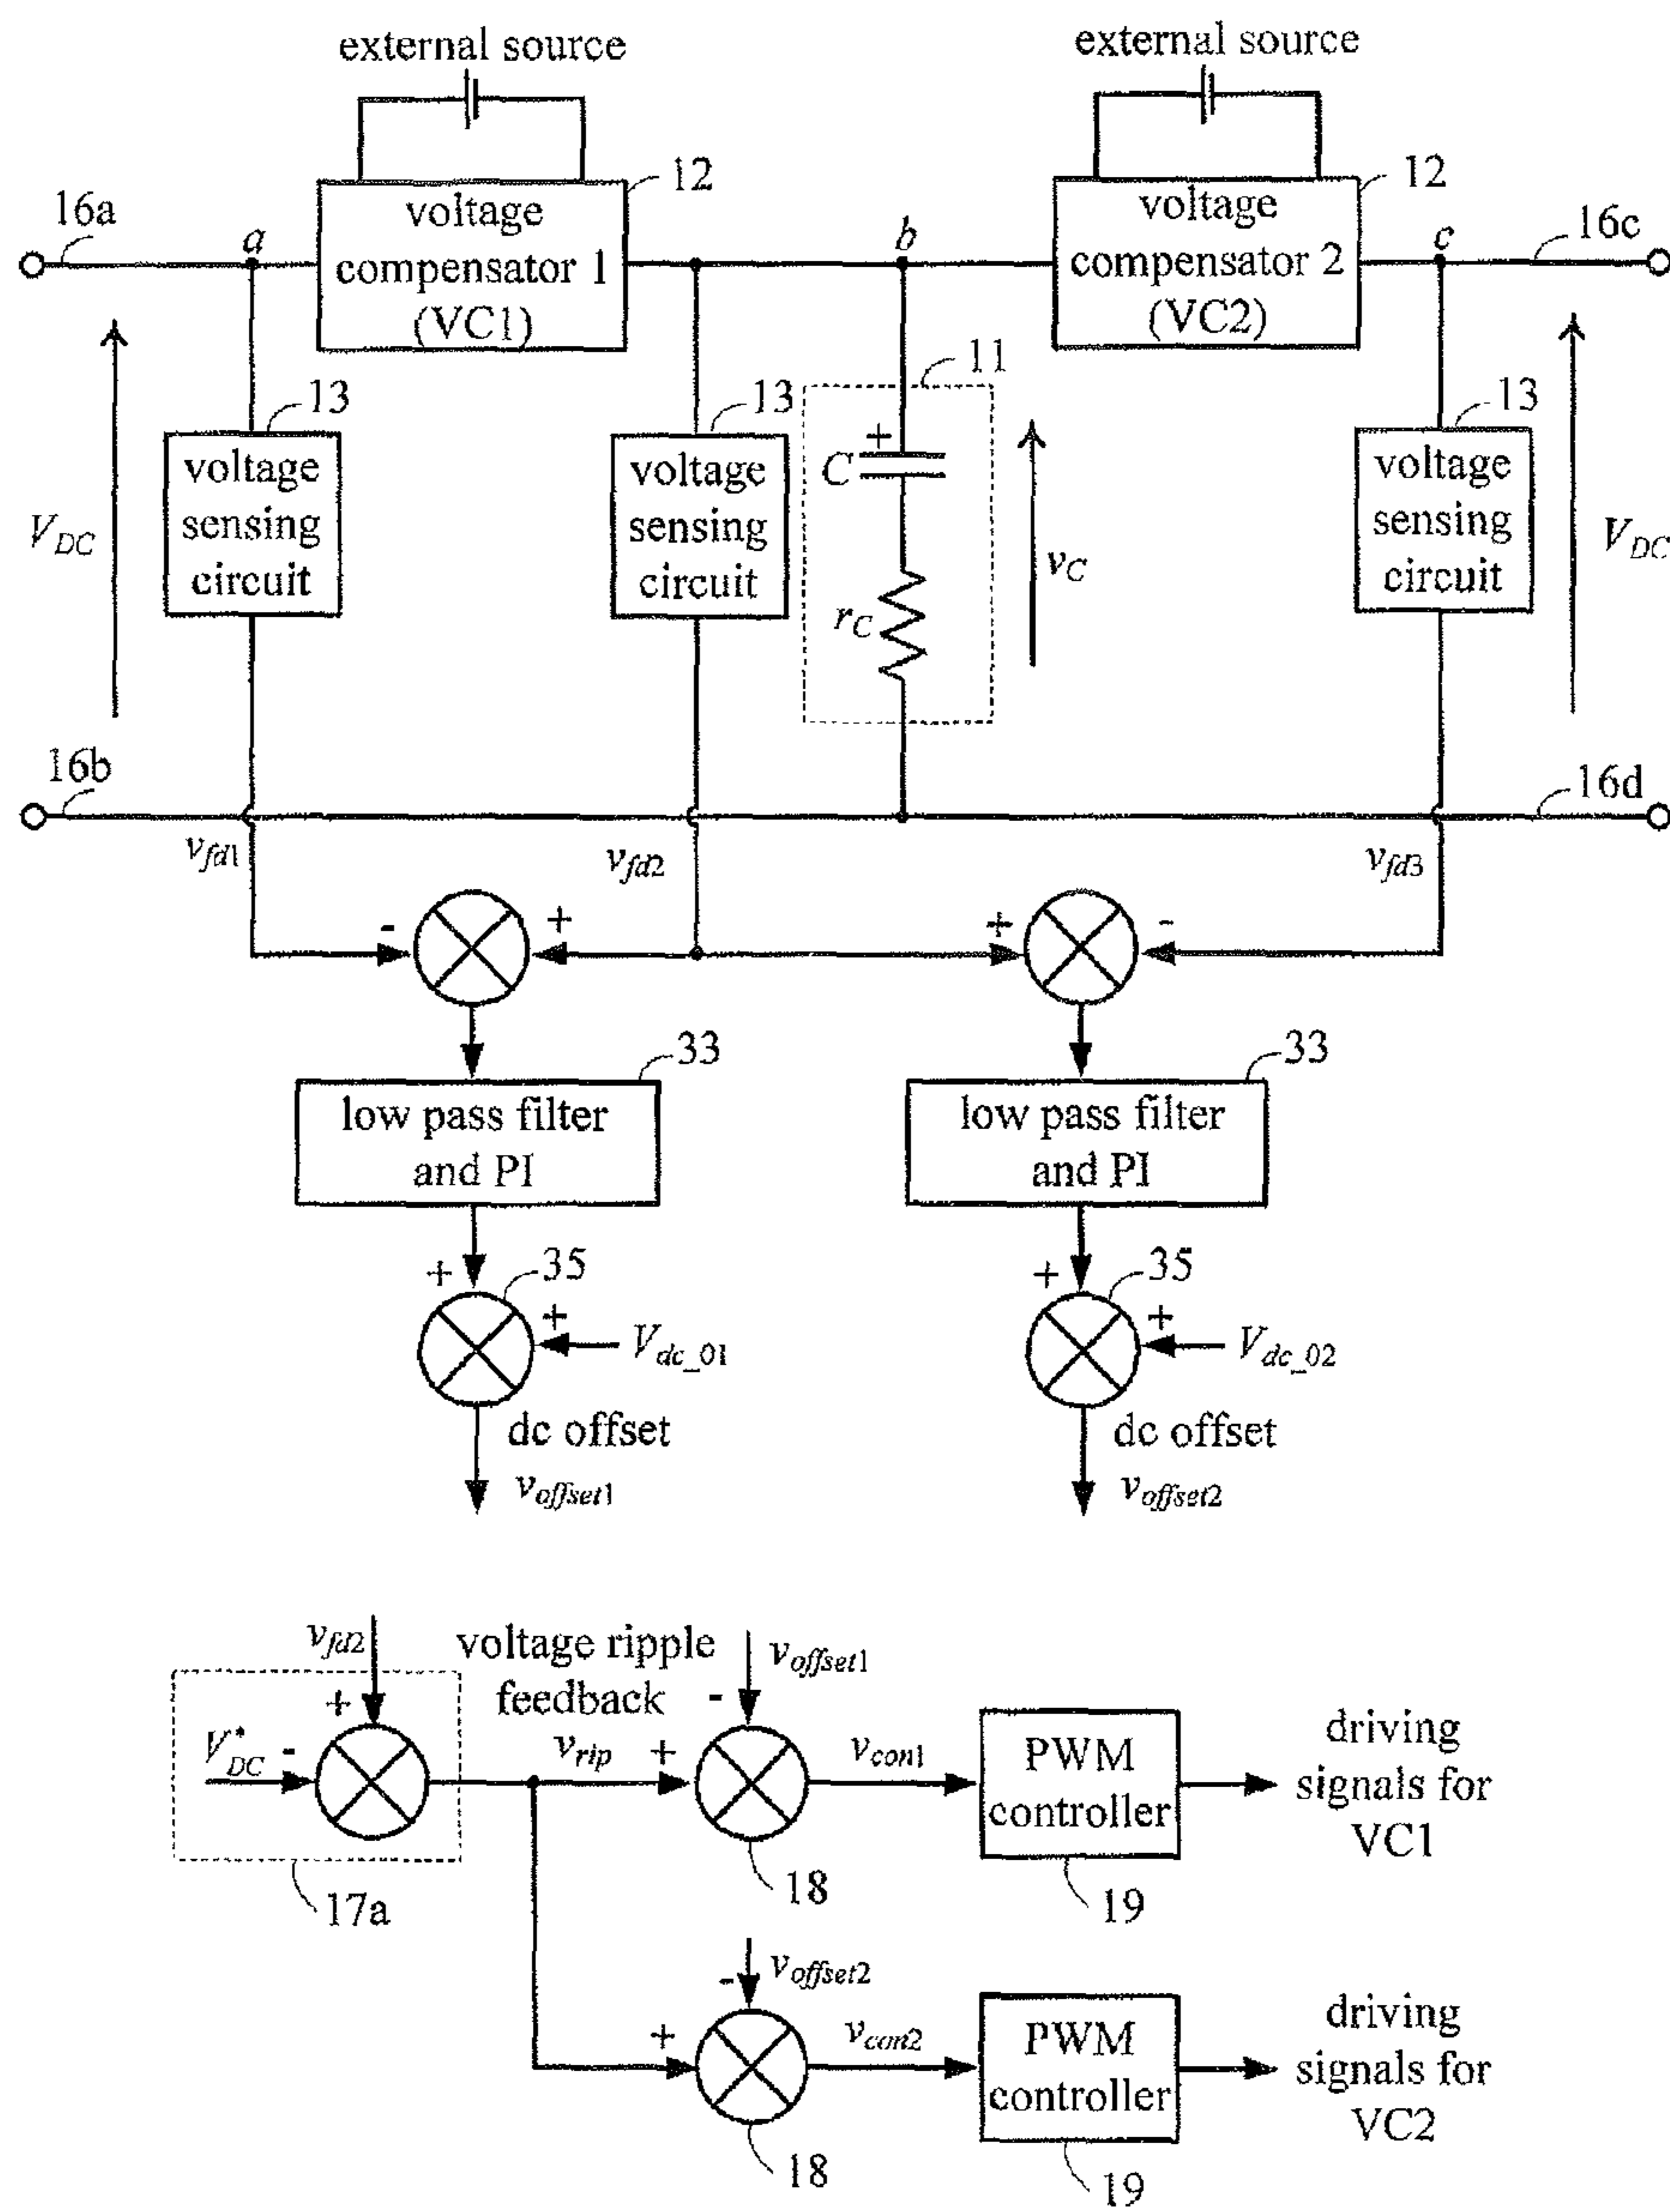 external source
external source
16a
a
voltage
compensator 1
(VC1)
12
b
voltage
compensator 2
(VC2)
12
c
16c
V_DC
13
voltage
sensing
circuit
13
voltage
sensing
circuit
11
+
C
r_C
v_C
13
voltage
sensing
circuit
V_DC
16b
16d
v_fd1
v_fd2
v_fd3
-
+
+
-
33
low pass filter
and PI
33
low pass filter
and PI
+
35
+
V_dc_01
dc offset
v_offset1
+
35
+
V_dc_02
dc offset
v_offset2
v_fd2
+
V*_DC
-
17a
voltage ripple
feedback
v_rip
+
-
v_offset1
18
v_con1
PWM
controller
19
driving
signals for
VC1
-
v_offset2
+
18
v_con2
PWM
controller
19
driving
signals for
VC2